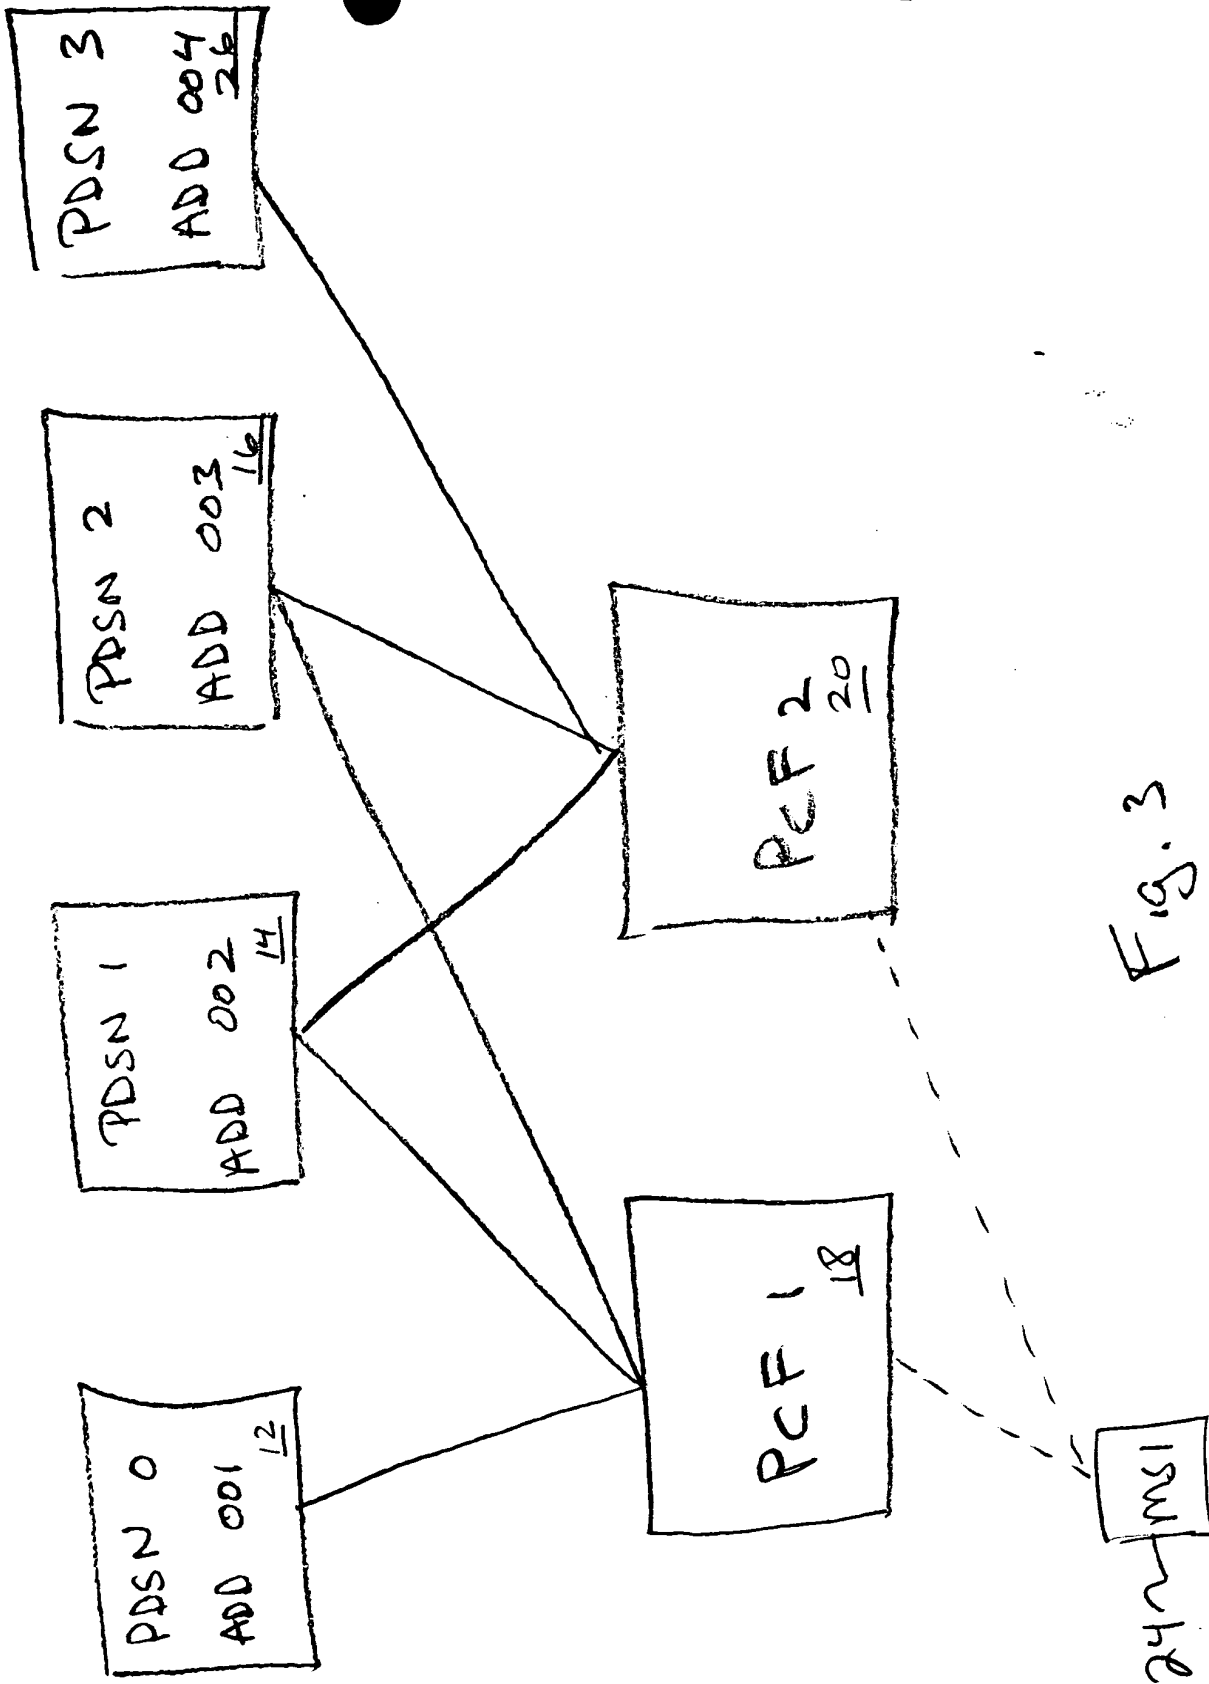 PDSN 0
ADD 001
12
PDSN 1
ADD 002
14
PDSN 2
ADD 003
16
PDSN 3
ADD 004
26
PCF 1
18
PCF 2
20
24
MS1
Fig. 3